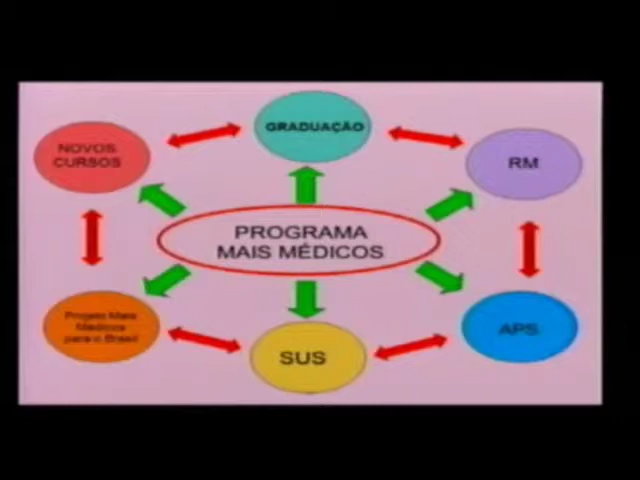 GRADUAÇÃO
NOVOS
CURSOS
RM
PROGRAMA
MAIS MÉDICOS
Projeto Mais
Médicos
para o Brasil
SUS
APS